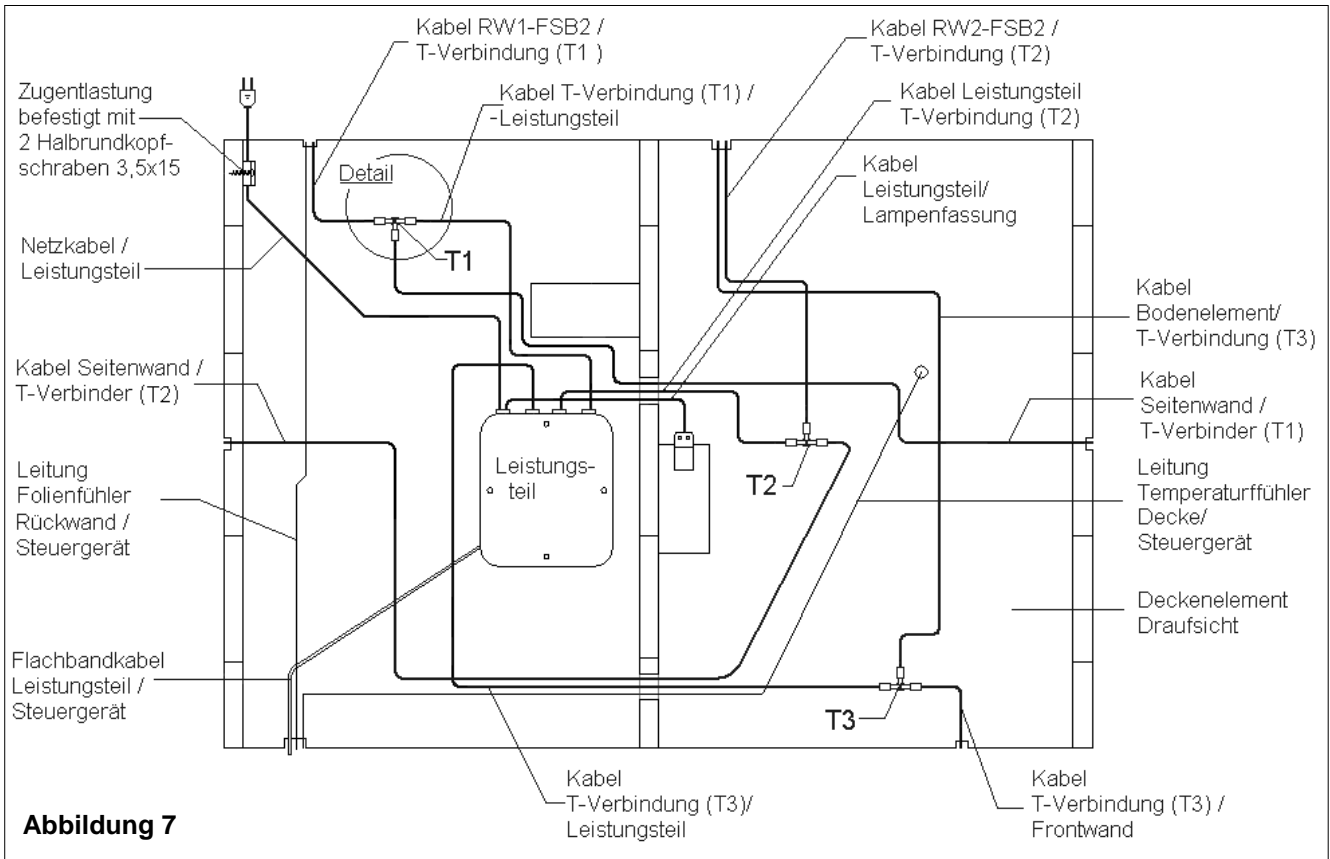 Kabel RW1-FSB2 /
T-Verbindung (T1 )
Kabel RW2-FSB2 /
T-Verbindung (T2)
Zugentlastung
befestigt mit
2 Halbrundkopf-
schraben 3,5x15
Kabel T-Verbindung (T1) /
-Leistungsteil
Kabel Leistungsteil
T-Verbindung (T2)
Kabel
Leistungsteil/
Lampenfassung
Detail
T1
Netzkabel /
Leistungsteil
Kabel
Bodenelement/
T-Verbindung (T3)
Kabel Seitenwand /
T-Verbinder (T2)
Kabel
Seitenwand /
T-Verbinder (T1)
Leistungs-
teil
T2
Leitung
Folienfühler
Rückwand /
Steuergerät
Leitung
Temperaturffühler
Decke/
Steuergerät
Deckenelement
Draufsicht
Flachbandkabel
Leistungsteil /
Steuergerät
T3
Kabel
T-Verbindung (T3)/
Leistungsteil
Kabel
T-Verbindung (T3) /
Frontwand
Abbildung 7